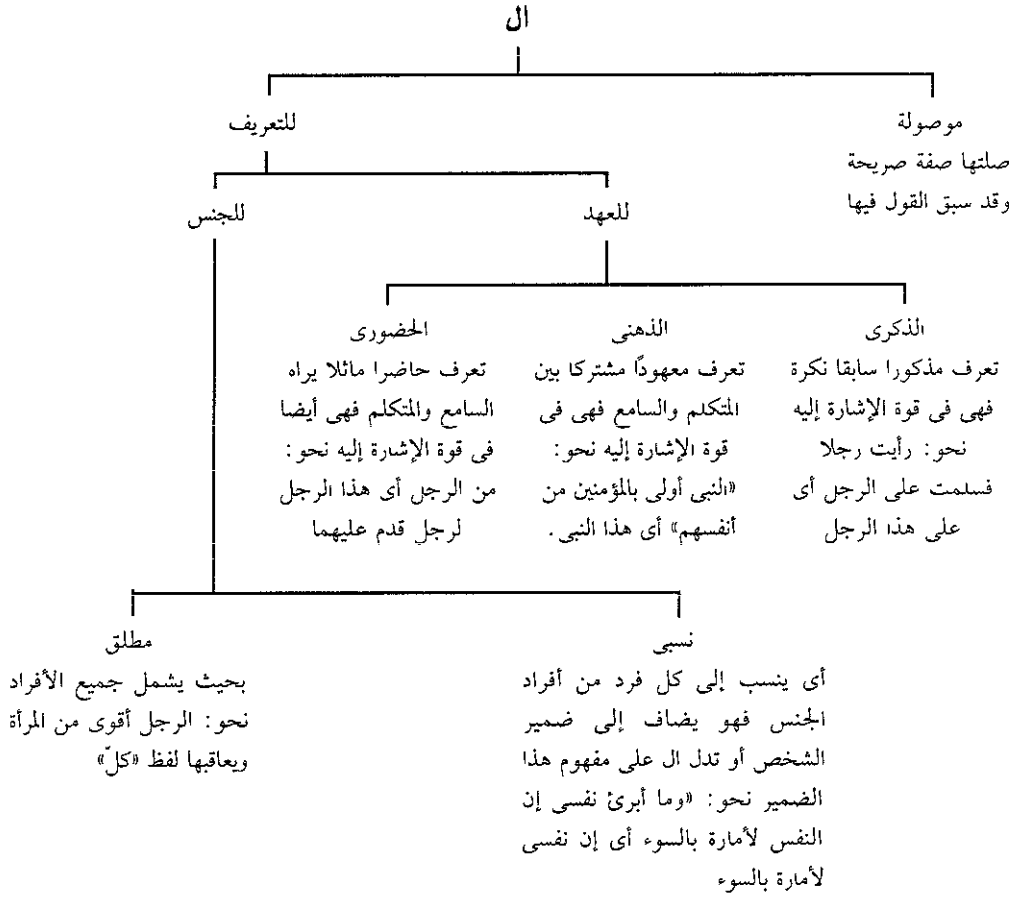 ال
موصولة
صلتها صفة صريحة
وقد سبق القول فيها
للتعريف
للعهد
للجنس
الذكرى
تعرف مذكورا سابقا نكرة
فهى فى قوة الإشارة إليه
نحو: رأيت رجلا
فسلمت على الرجل أى
على هذا الرجل
الذهنى
تعرف معهودًا مشتركا بين
المتكلم والسامع فهى فى
قوة الإشارة إليه نحو:
«النبى أولى بالمؤمنين من
أنفسهم» أى هذا النبى.
الحضورى
تعرف حاضرا ماثلا يراه
السامع والمتكلم فهى أيضا
فى قوة الإشارة إليه نحو:
من الرجل أى هذا الرجل
لرجل قدم عليهما
نسبى
أى ينسب إلى كل فرد من أفراد
الجنس فهو يضاف إلى ضمير
الشخص أو تدل ال على مفهوم هذا
الضمير نحو: «وما أبرئ نفسى إن
النفس لأمارة بالسوء أى إن نفسى
لأمارة بالسوء
مطلق
بحيث يشمل جميع الأفراد
نحو: الرجل أقوى من المرأة
ويعاقبها لفظ «كلّ»